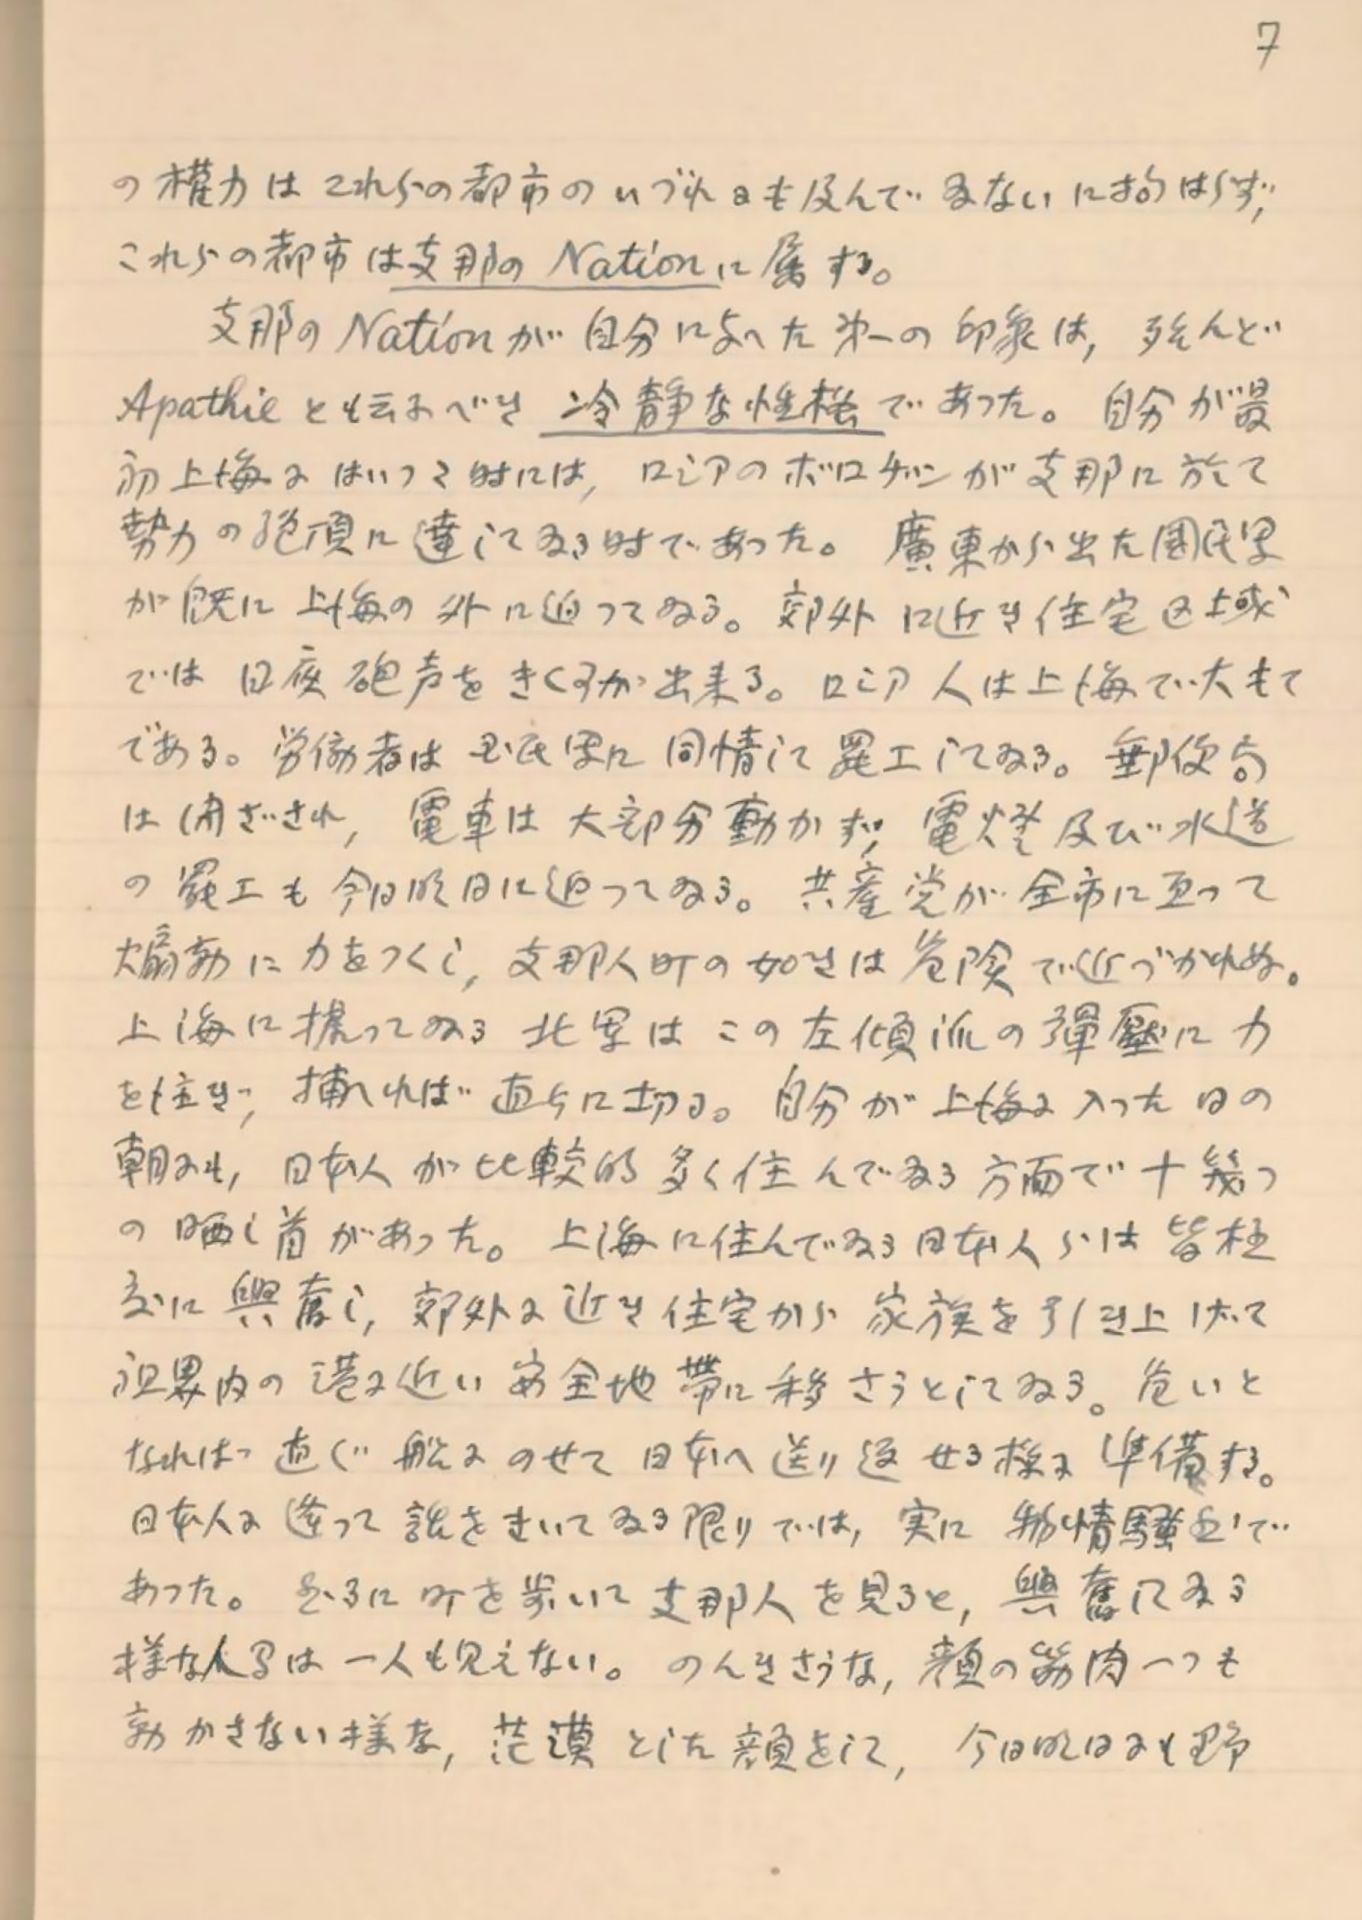 7
の權力は これらの都市の いづれにも及んで ゐないに拘はらず,
これらの都市は支那の Nationに属する。
支那のNationが 自分に与へた 第一の 印象は, 殆んど
Apathieとも云ふべき 冷靜な性格であった。 自分が最
初 上海に はいつた時には, ロシアのボロヂンが支那に於て
勢力の絶頂に達してゐる時であった。 廣東から出た國民軍
が既に 上海の外に迫つてゐる。郊外に近き住宅区域
では 日夜砲声をきく事が出来る。ロシア人は上海で大もて
である。労働者は国民軍に 同情して 罷工してゐる。郵便局
は閉ざされ, 電車は大部分動かず, 電燈及び水道
の罷工も今日明日に迫つてゐる。共産党が全市に亙って
煽動に力をつくし, 支那人町の如きは危険で近づかれぬ。
上海に據ってゐる 北軍は この左傾派の弾壓に力
を注ぎ, 捕へれば直ちに切る。自分が上海に入った日の
朝にも, 日本人が比較的多く住んでゐる方面で十幾つ
の晒し首があった。上海に住んでゐる日本人らは皆極
度に興奮し, 郊外に近き住宅から家族を引き上げて
租界内の港に近い安全地帯に移さうとしてゐる。危いと
なれば直ぐ船にのせて日本へ送り返せる様に準備する。
日本人に逢って話をきいてゐる限りでは, 実に物情騒然で
あった。然るに町を歩いて支那人を見ると, 興奮してゐる
様な人間は一人も見えない。のんきさうな, 顔の筋肉一つも
動かさない様な, 茫漠とした顔をして, 今日明日にも野